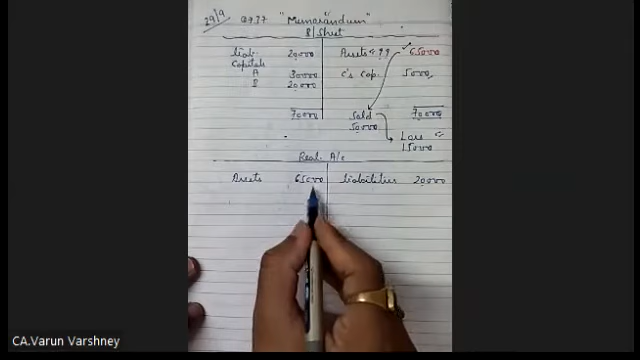 29/9 Q.737 "Memorandum"
B/Sheet
Liab. 20000 Assets = ?? 65000
Capitals
A 30000 C's Cap. 5000
B 20000
70000 Sold 70000
50000
Loss =
15000
Real. A/c
Assets 65000 Liabilities 20000
CA.Varun Varshney